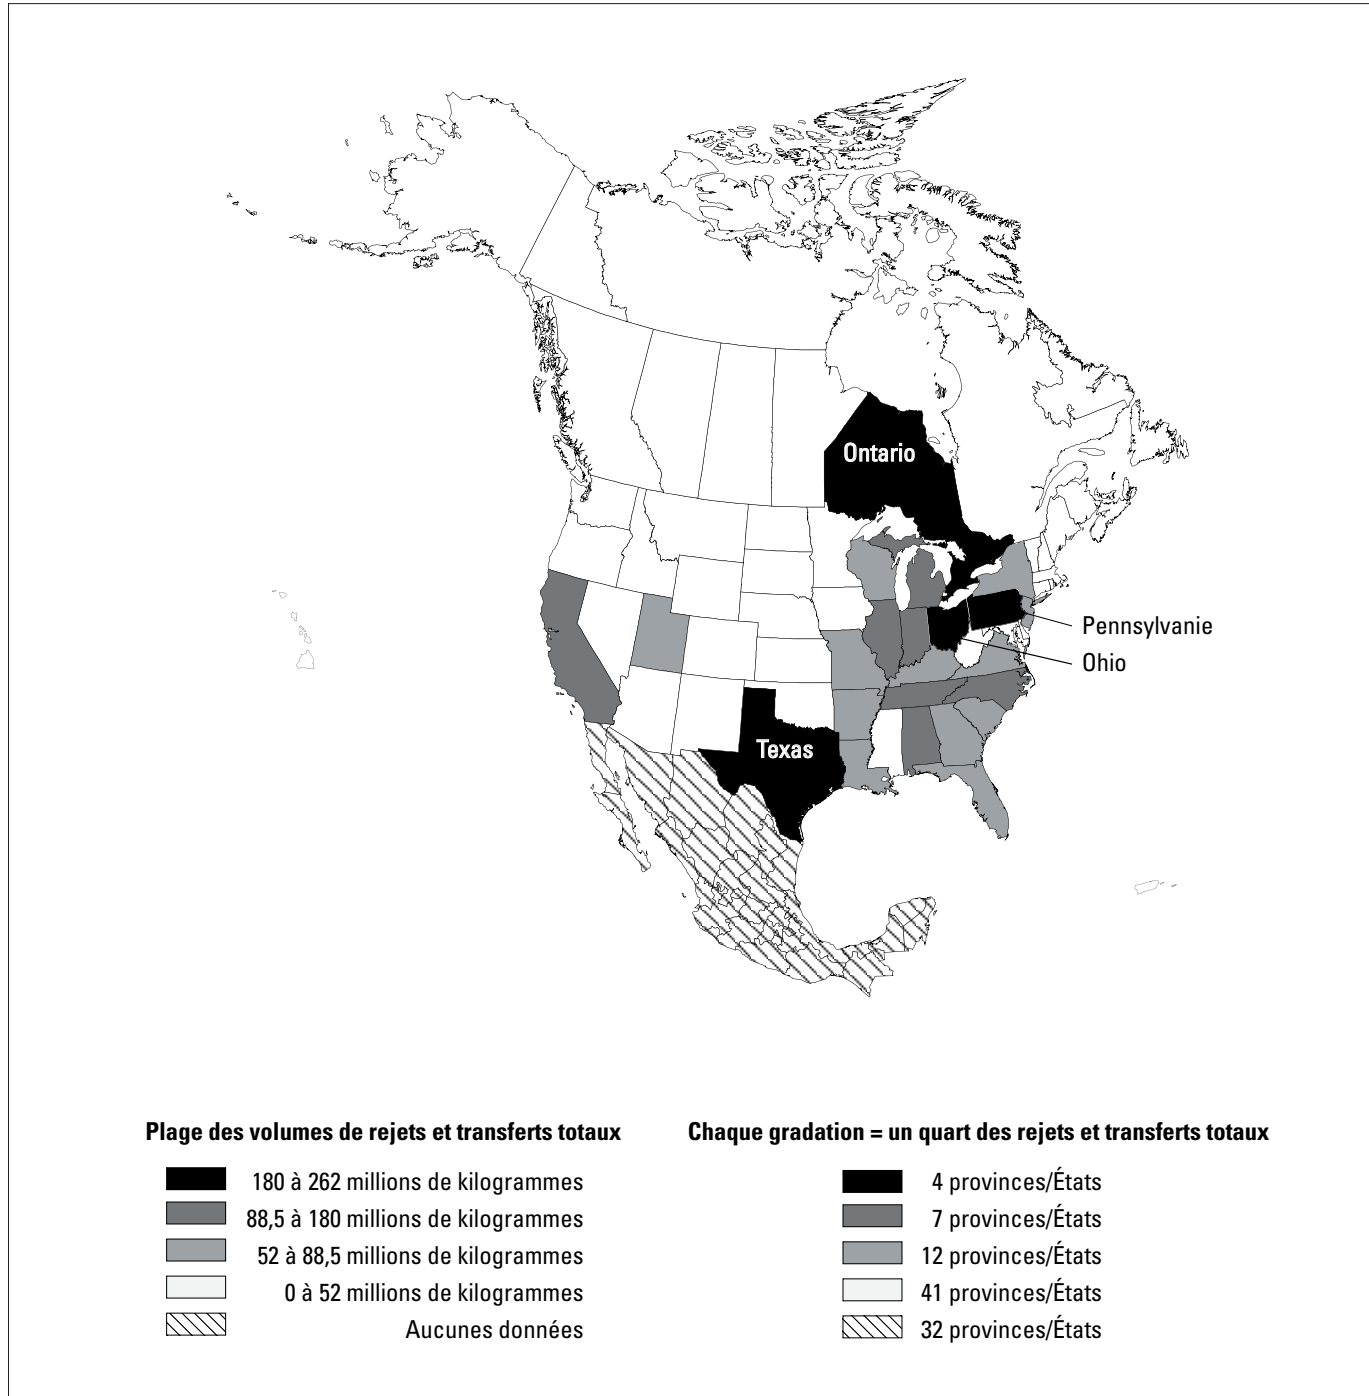 Ontario
Pennsylvanie
Ohio
Texas
Plage des volumes de rejets et transferts totaux
180 à 262 millions de kilogrammes
88,5 à 180 millions de kilogrammes
52 à 88,5 millions de kilogrammes
0 à 52 millions de kilogrammes
Aucunes données
Chaque gradation = un quart des rejets et transferts totaux
4 provinces/États
7 provinces/États
12 provinces/États
41 provinces/États
32 provinces/États